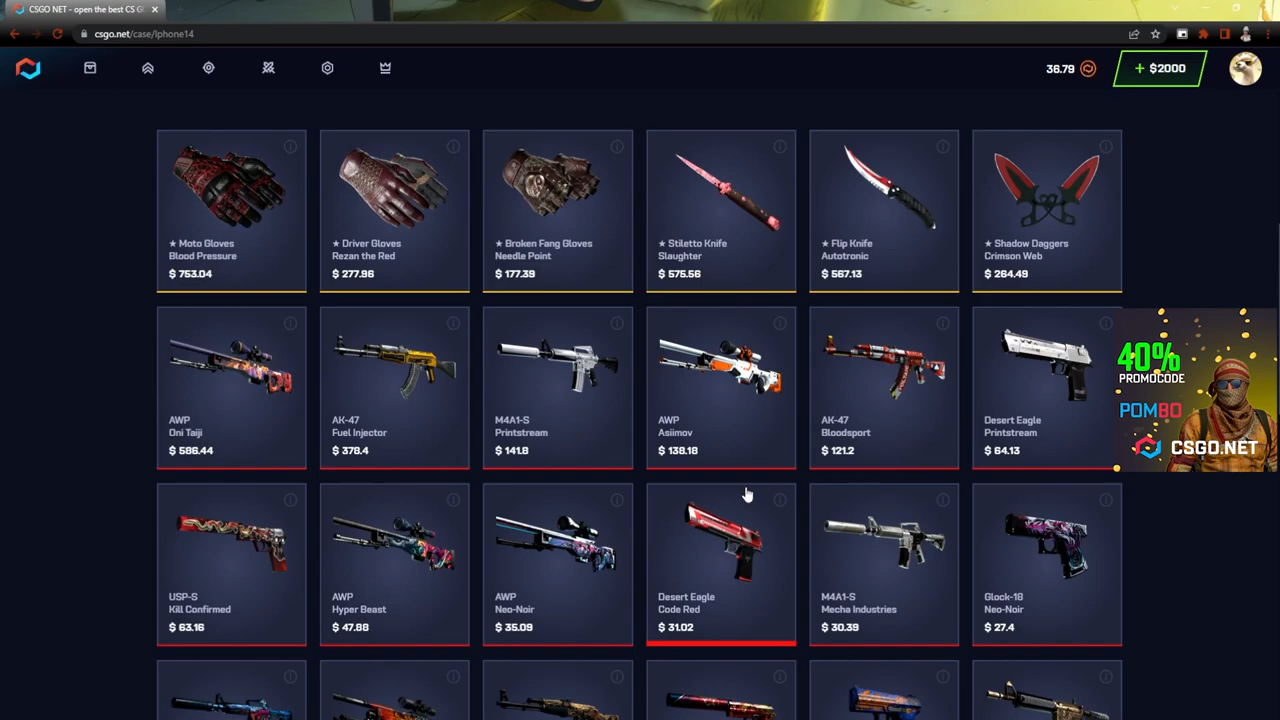 CSGO NET - open the best CS G
csgo.net/case/Iphone14
36.79
+ $2000
★ Moto Gloves
Blood Pressure
$ 753.04
★ Driver Gloves
Rezan the Red
$ 277.96
★ Broken Fang Gloves
Needle Point
$ 177.39
★ Stiletto Knife
Slaughter
$ 575.56
★ Flip Knife
Autotronic
$ 567.13
★ Shadow Daggers
Crimson Web
$ 264.49
AWP
Oni Taiji
$ 586.44
AK-47
Fuel Injector
$ 378.4
M4A1-S
Printstream
$ 141.8
AWP
Asiimov
$ 138.18
AK-47
Bloodsport
$ 121.2
Desert Eagle
Printstream
$ 64.13
40%
PROMOCODE
POMBO
CSGO.NET
USP-S
Kill Confirmed
$ 63.16
AWP
Hyper Beast
$ 47.88
AWP
Neo-Noir
$ 35.09
Desert Eagle
Code Red
$ 31.02
M4A1-S
Mecha Industries
$ 30.39
Glock-18
Neo-Noir
$ 27.4